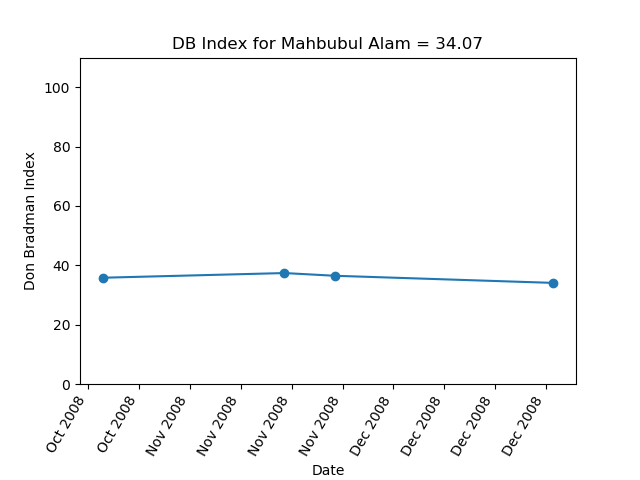 DB Index for Mahbubul Alam = 34.07
100
80
60
40
20
0
Don Bradman Index
Oct 2008
Oct 2008
Nov 2008
Nov 2008
Nov 2008
Nov 2008
Dec 2008
Dec 2008
Dec 2008
Dec 2008
Date